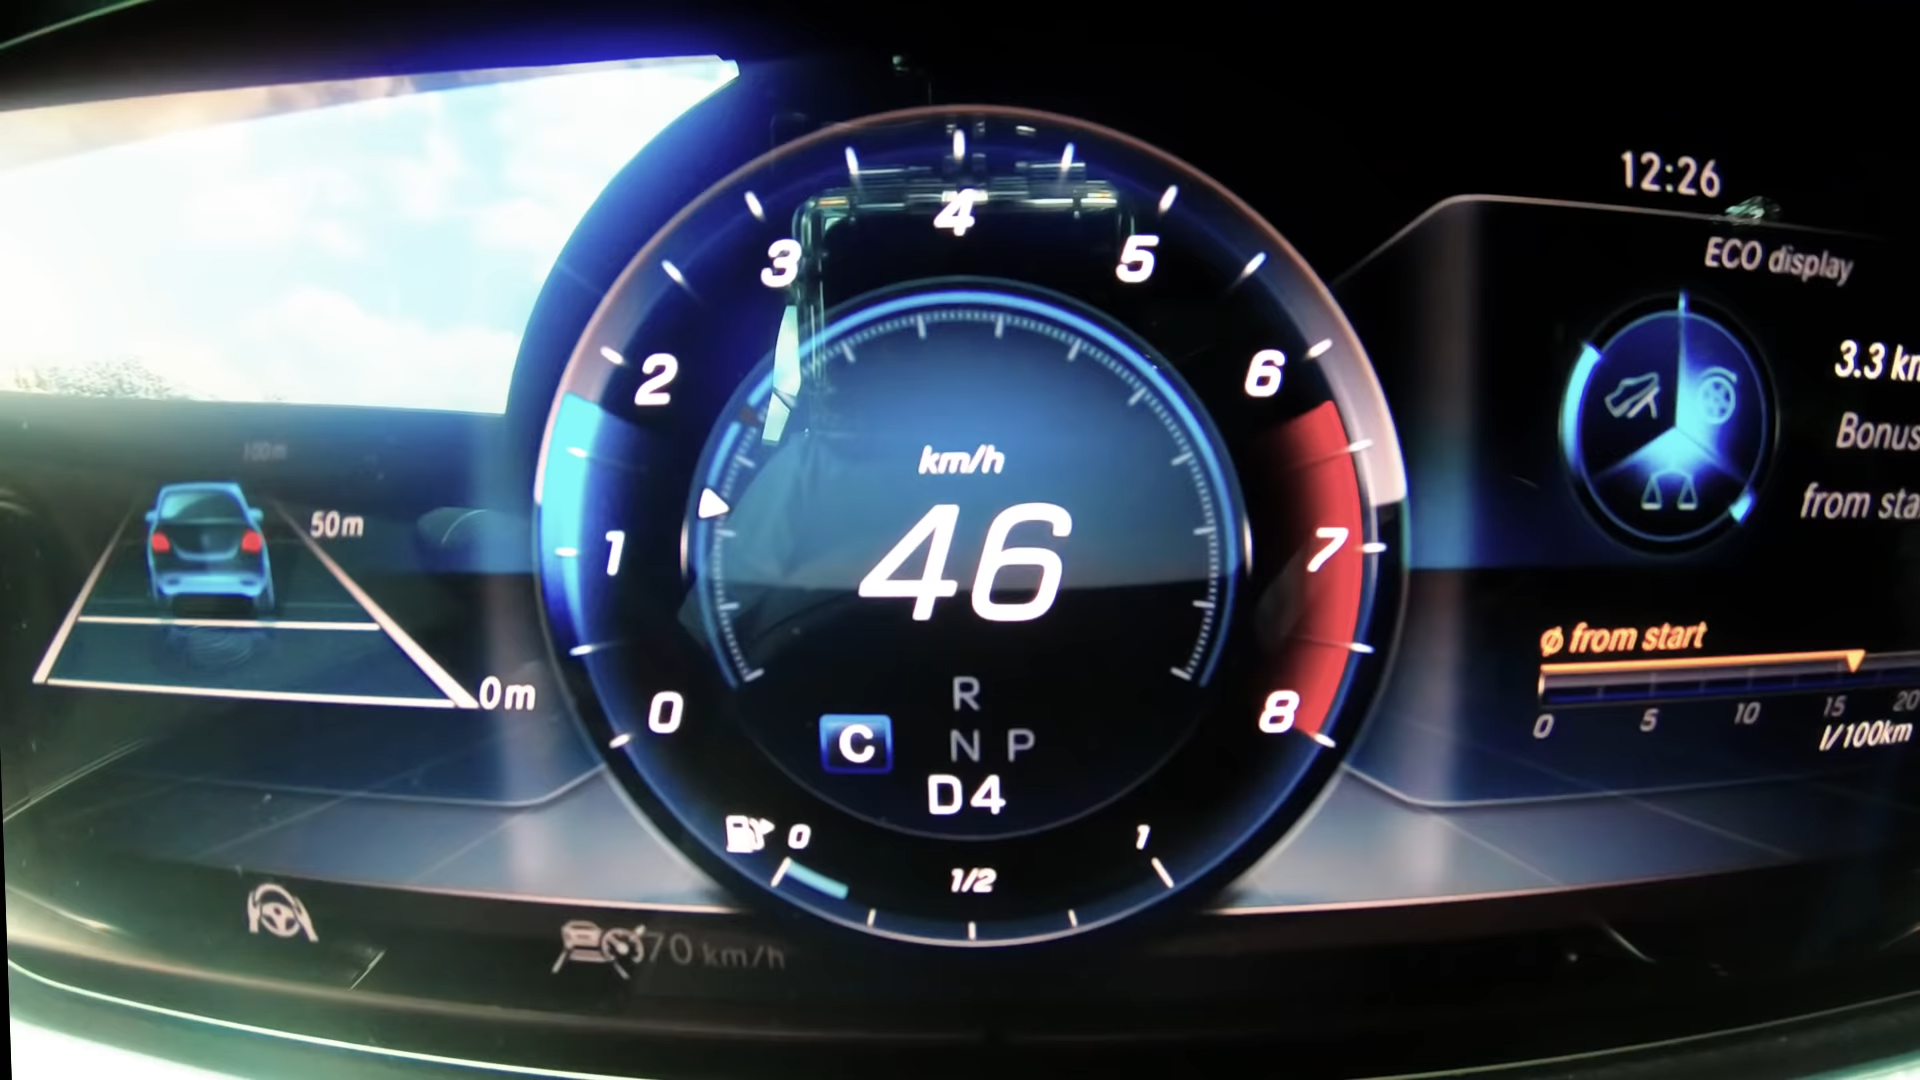 12:26
ECO display
3.3 km
Bonus
from sta
ø from start
0 5 10 15 20
l/100km
100m
50m
0m
0
1
2
3
4
5
6
7
8
km/h
46
R
C N P
D4
0 1/2 1
70 km/h